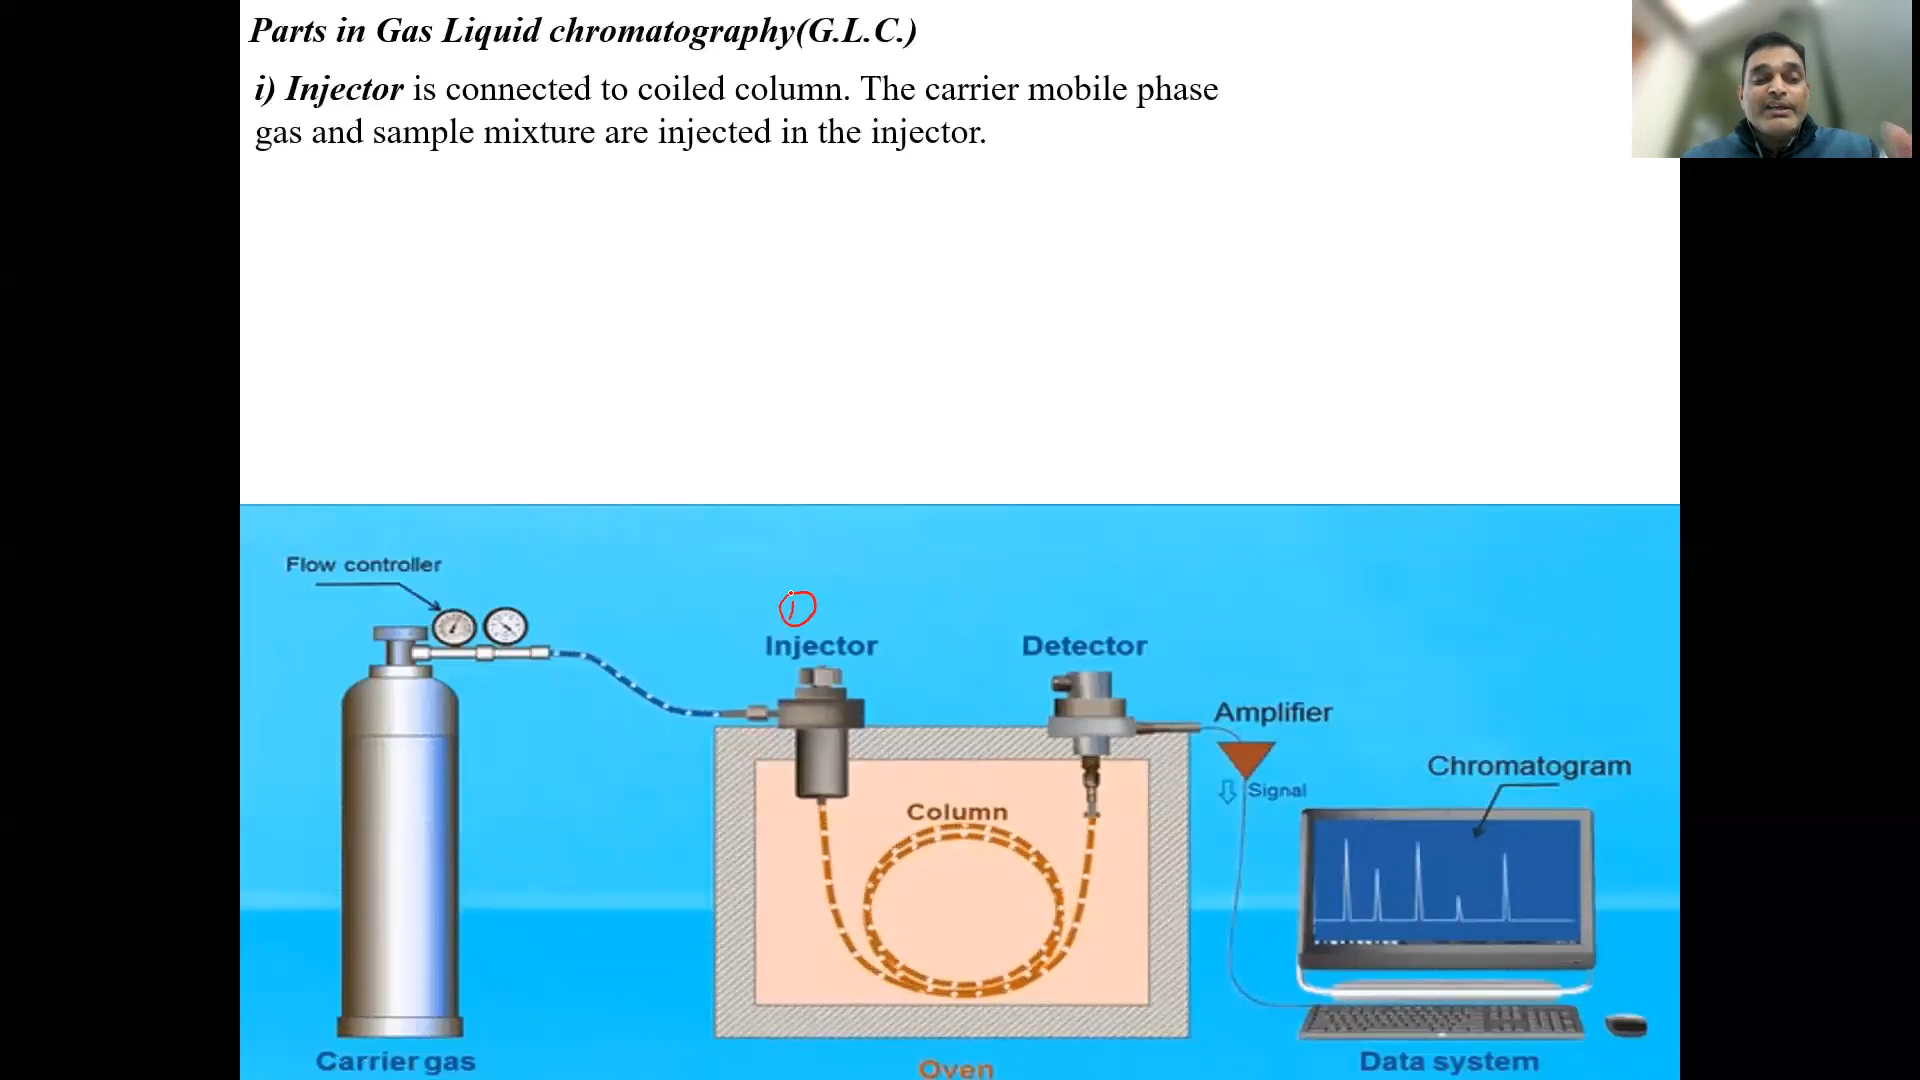 Parts in Gas Liquid chromatography(G.L.C.)
i) Injector is connected to coiled column. The carrier mobile phase
gas and sample mixture are injected in the injector.
Flow controller
1
Injector
Detector
Amplifier
Signal
Chromatogram
Column
Carrier gas
Oven
Data system